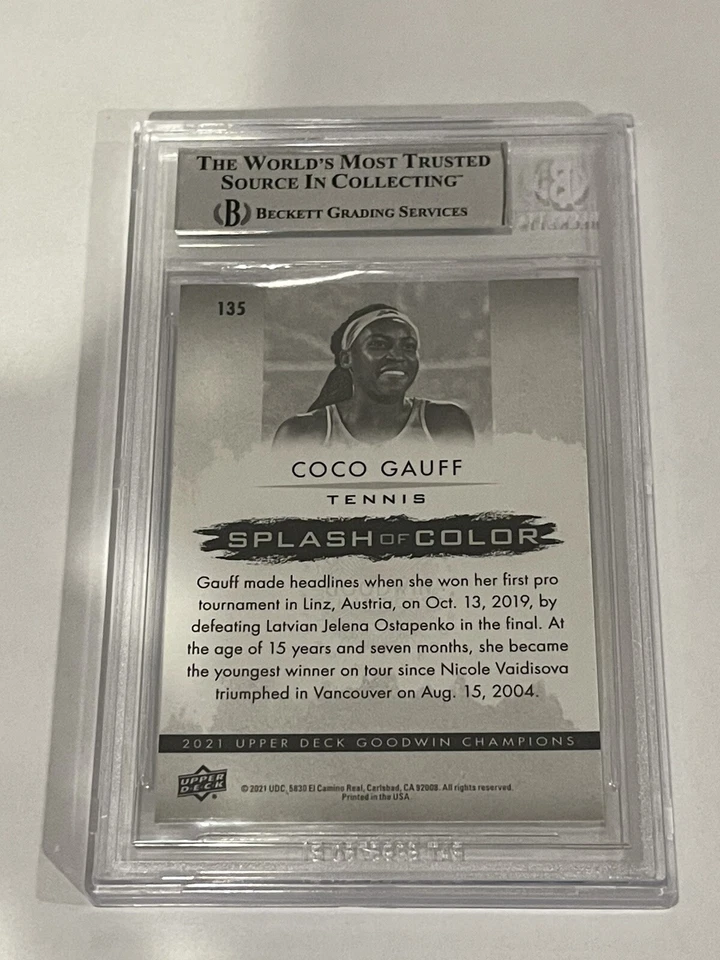 THE WORLD'S MOST TRUSTED
SOURCE IN COLLECTING™
B BECKETT GRADING SERVICES
135
COCO GAUFF
TENNIS
SPLASH OF COLOR
Gauff made headlines when she won her first pro
tournament in Linz, Austria, on Oct. 13, 2019, by
defeating Latvian Jelena Ostapenko in the final. At
the age of 15 years and seven months, she became
the youngest winner on tour since Nicole Vaidisova
triumphed in Vancouver on Aug. 15, 2004.
2021 UPPER DECK GOODWIN CHAMPIONS
UPPER
DECK
© 2021 UDC, 5830 El Camino Real, Carlsbad, CA 92008. All rights reserved.
Printed in the USA.